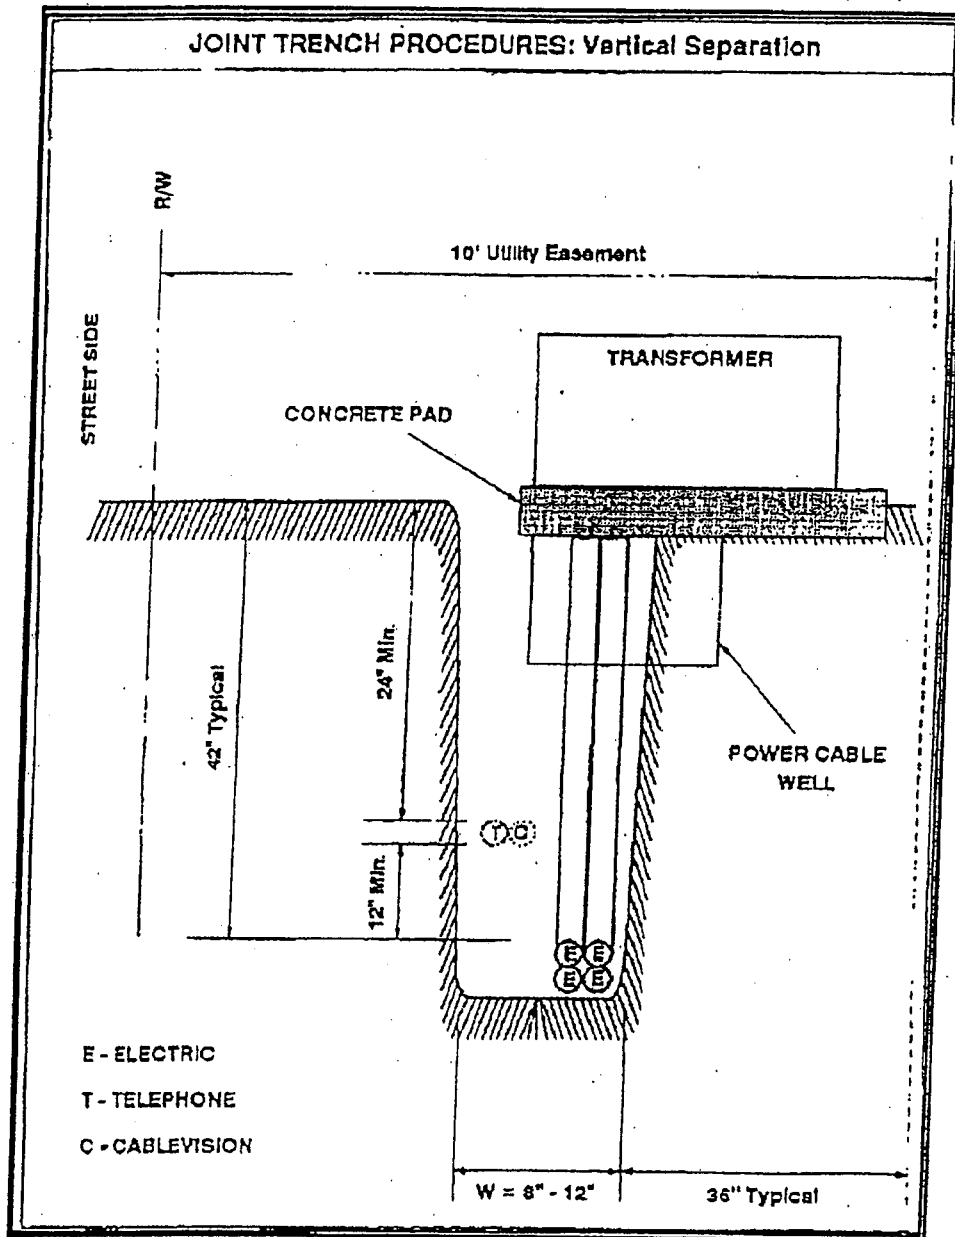 JOINT TRENCH PROCEDURES: Vertical Separation
R/W
10' Utility Easement
STREET SIDE
TRANSFORMER
CONCRETE PAD
24" Min.
42" Typical
POWER CABLE
WELL
T C
12" Min.
E E
E E
E - ELECTRIC
T - TELEPHONE
C - CABLEVISION
W = 8" - 12"
36" Typical